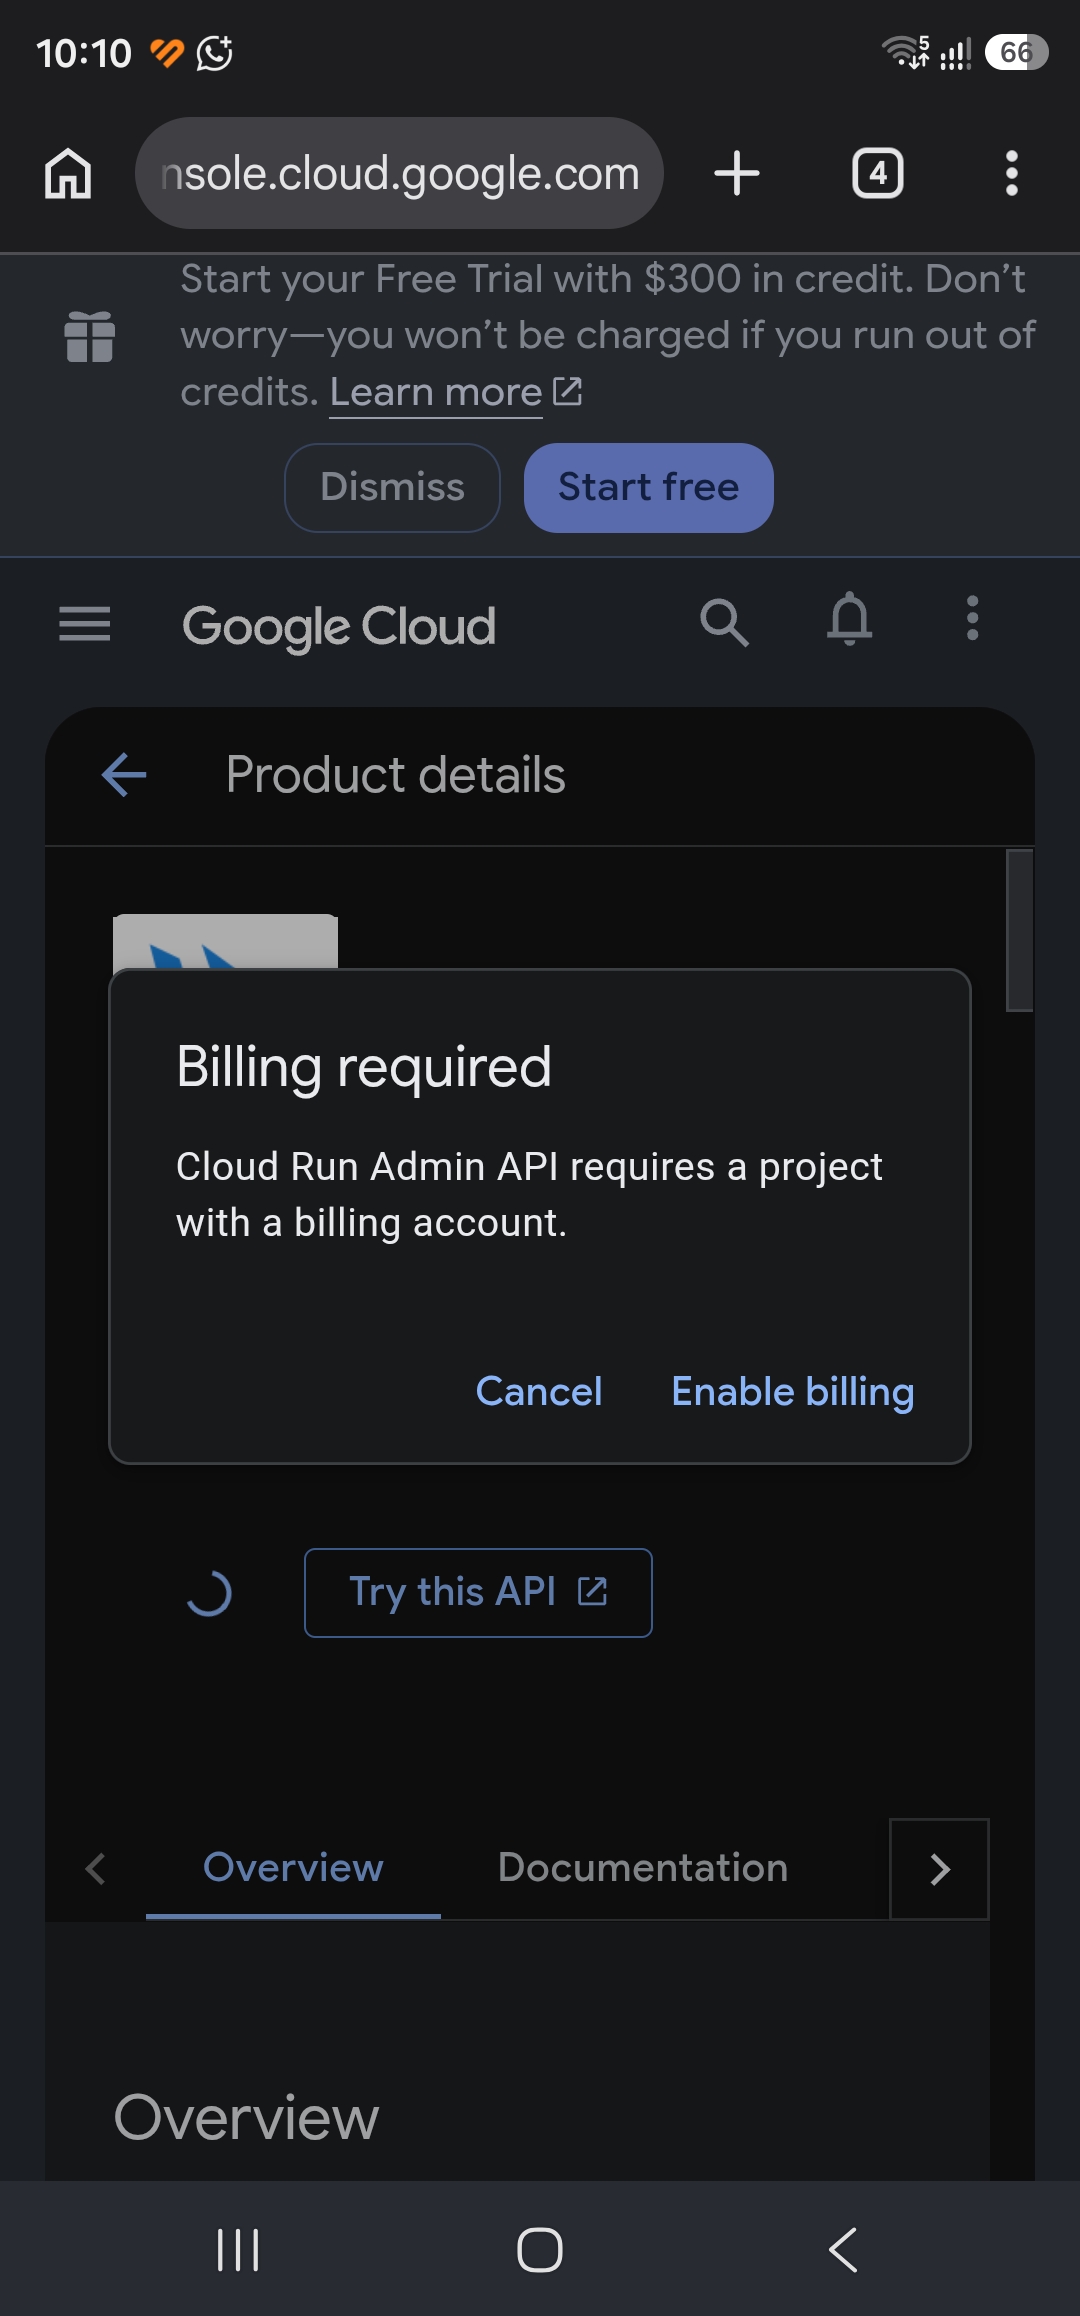 10:10
5
66
nsole.cloud.google.com
4
Start your Free Trial with $300 in credit. Don’t
worry—you won’t be charged if you run out of
credits. Learn more
Dismiss
Start free
Google Cloud
Product details
Billing required
Cloud Run Admin API requires a project
with a billing account.
Cancel
Enable billing
Try this API
Overview
Documentation
Overview